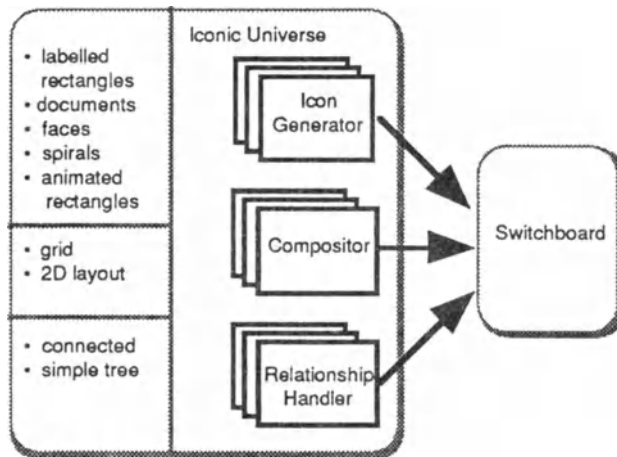 Iconic Universe
• labelled
rectangles
• documents
• faces
• spirals
• animated
rectangles
• grid
• 2D layout
• connected
• simple tree
Icon
Generator
Compositor
Relationship
Handler
Switchboard